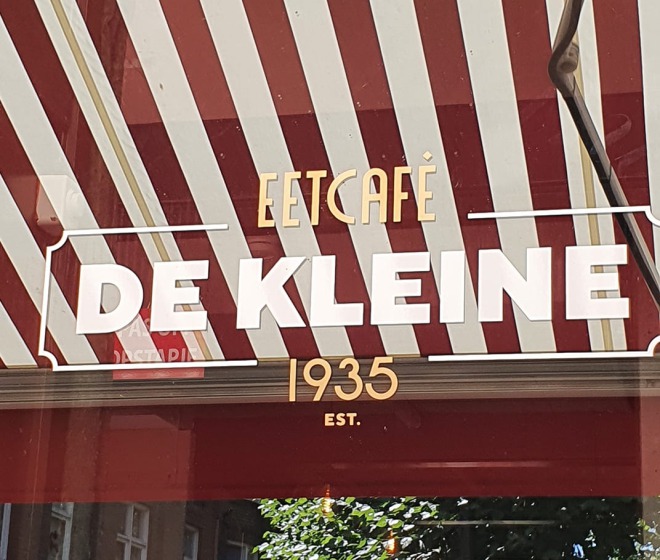 EETCAFÉ
DE KLEINE
1935
EST.